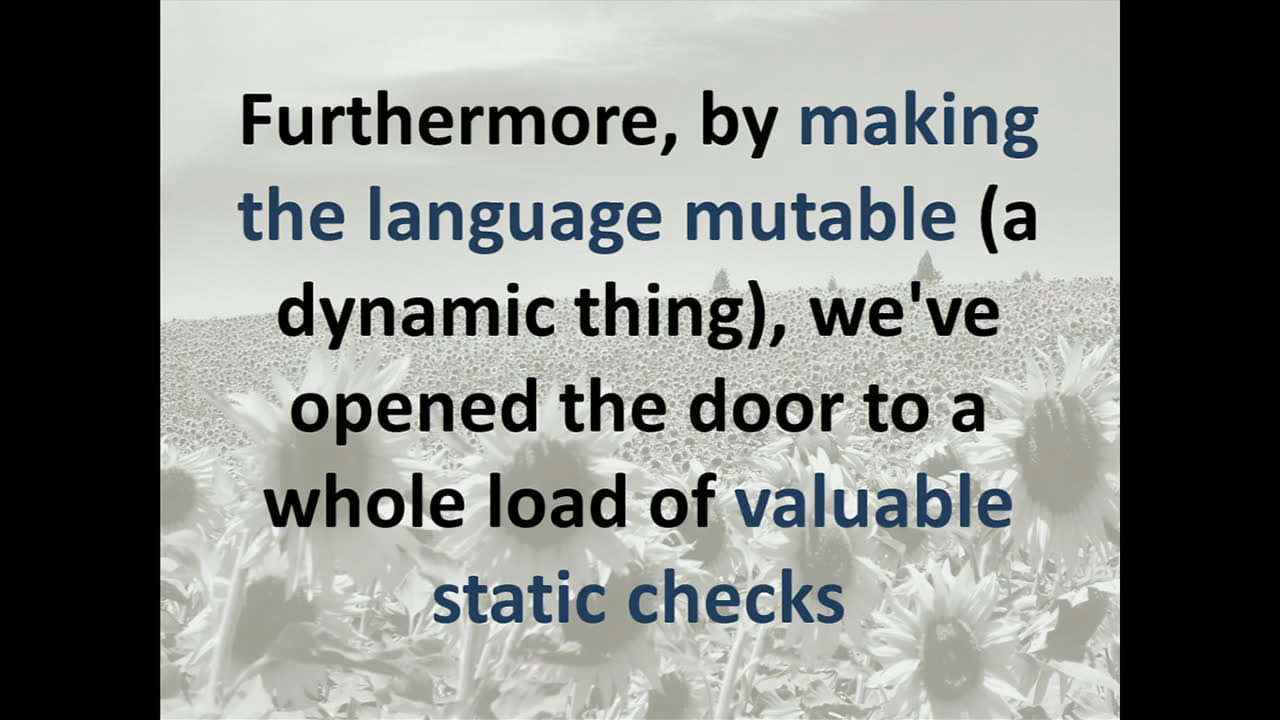 Furthermore, by making
the language mutable (a
dynamic thing), we've
opened the door to a
whole load of valuable
static checks